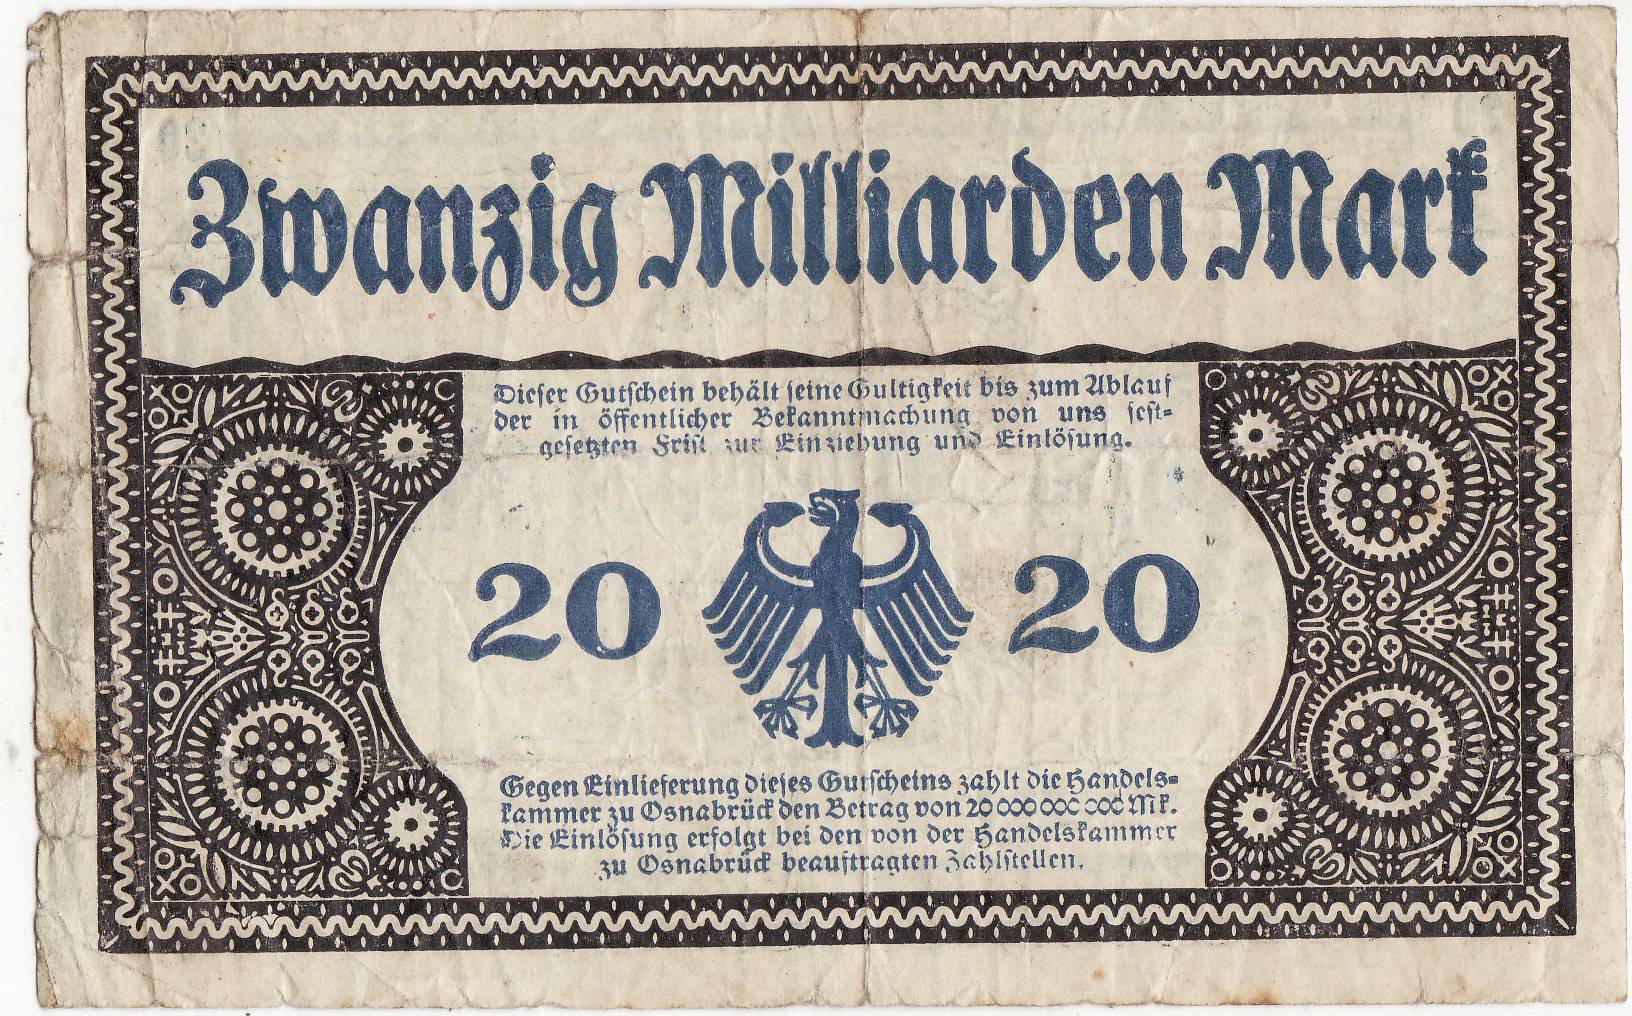 Zwanzig Milliarden Mark
Dieser Gutschein behält seine Gültigkeit bis zum Ablauf
der in öffentlicher Bekanntmachung von uns fest-
gesetzten Frist zur Einziehung und Einlösung.
20 20
Gegen Einlieferung dieses Gutscheins zahlt die Handels-
kammer zu Osnabrück den Betrag von 20 000 000 000 Mk.
Die Einlösung erfolgt bei den von der Handelskammer
zu Osnabrück beauftragten Zahlstellen.